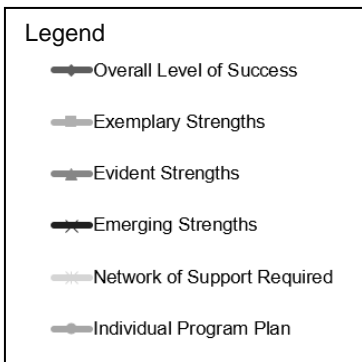 Legend
Overall Level of Success
Exemplary Strengths
Evident Strengths
Emerging Strengths
Network of Support Required
Individual Program Plan